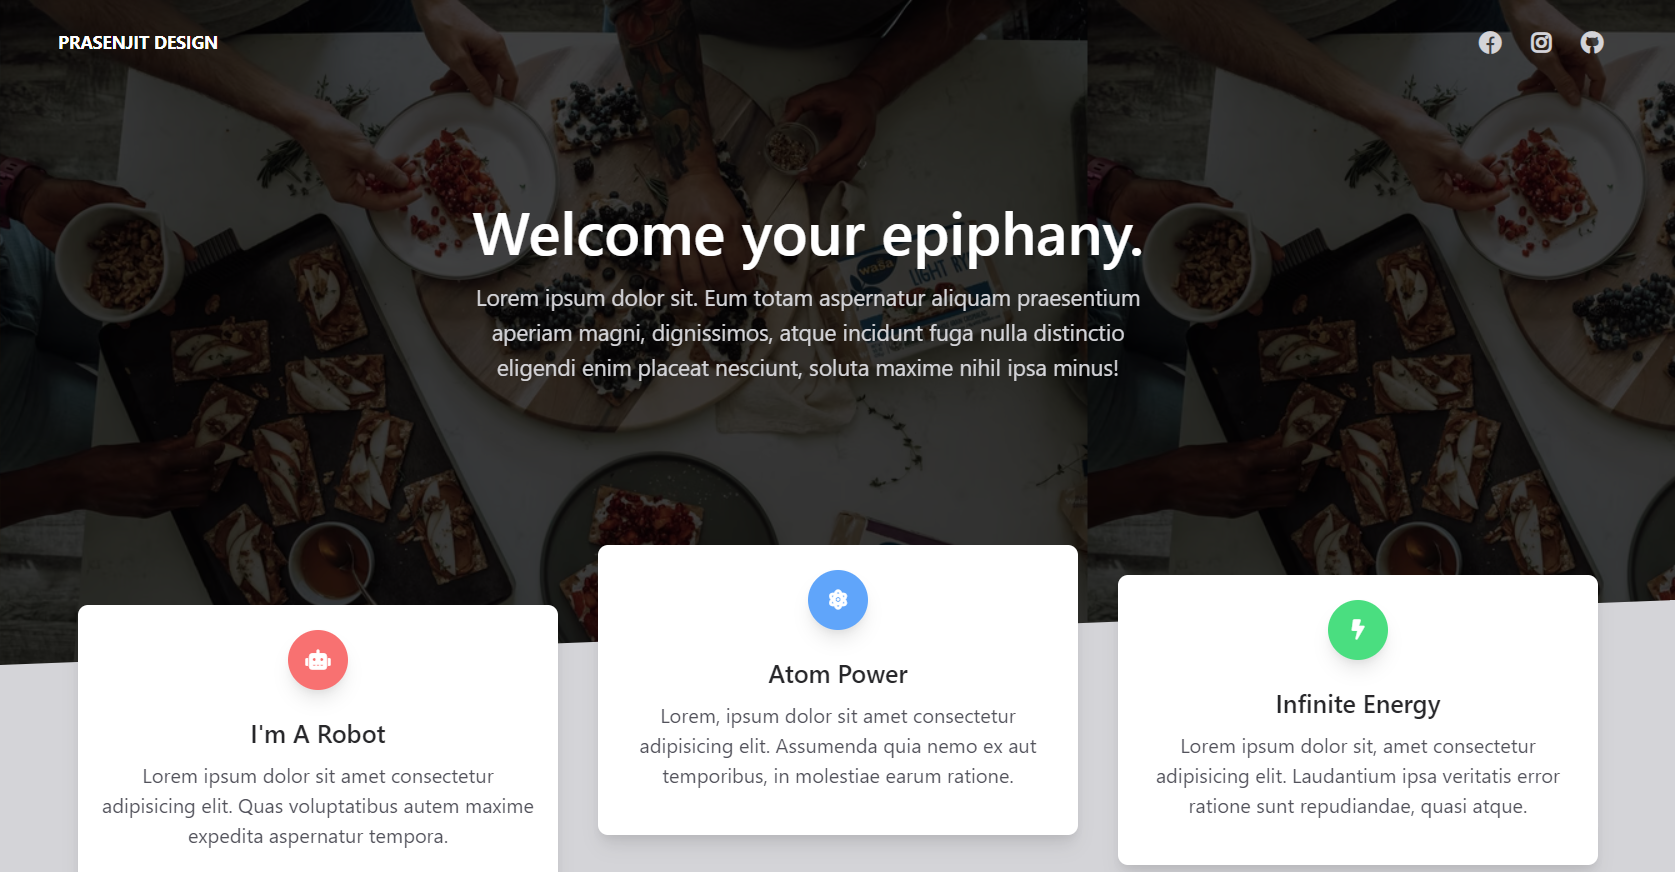 PRASENJIT DESIGN
Welcome your epiphany.
Lorem ipsum dolor sit. Eum totam aspernatur aliquam praesentium
aperiam magni, dignissimos, atque incidunt fuga nulla distinctio
eligendi enim placeat nesciunt, soluta maxime nihil ipsa minus!
wasa
LIGHT RY
I'm A Robot
Lorem ipsum dolor sit amet consectetur
adipisicing elit. Quas voluptatibus autem maxime
expedita aspernatur tempora.
Atom Power
Lorem, ipsum dolor sit amet consectetur
adipisicing elit. Assumenda quia nemo ex aut
temporibus, in molestiae earum ratione.
Infinite Energy
Lorem ipsum dolor sit, amet consectetur
adipisicing elit. Laudantium ipsa veritatis error
ratione sunt repudiandae, quasi atque.